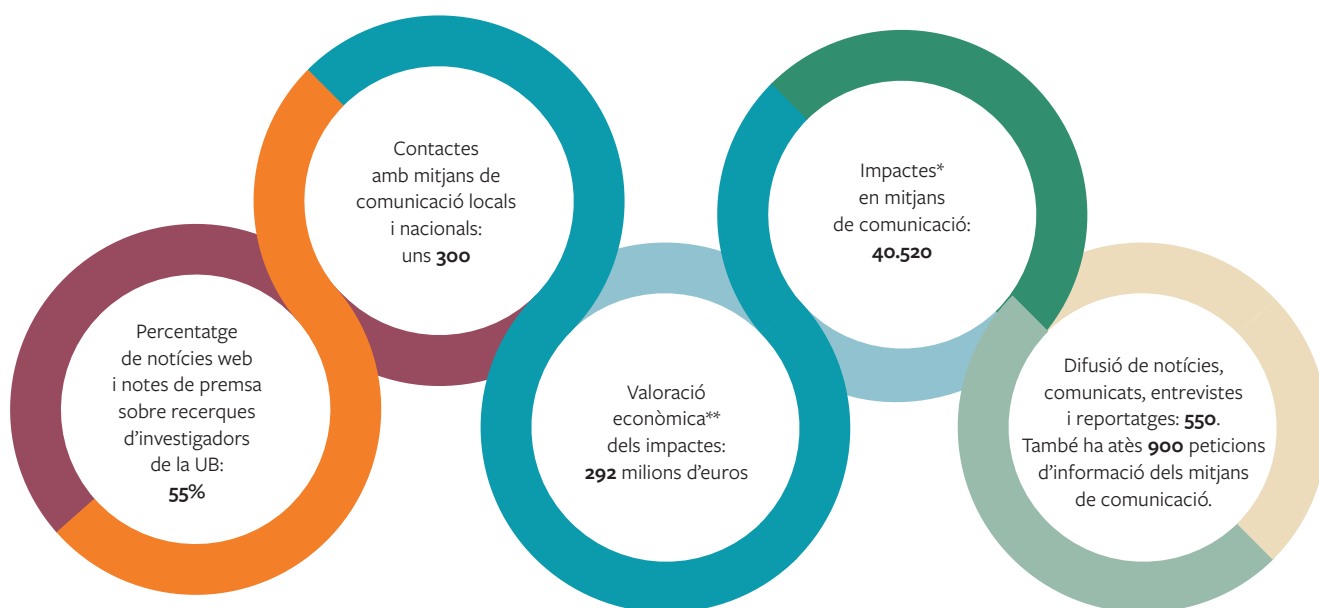 Percentatge
de notícies web
i notes de premsa
sobre recerques
d’investigadors
de la UB:
55%
Contactes
amb mitjans de
comunicació locals
i nacionals:
uns 300
Valoració
econòmica**
dels impactes:
292 milions d’euros
Impactes*
en mitjans
de comunicació:
40.520
Difusió de notícies,
comunicats, entrevistes
i reportatges: 550.
També ha atès 900 peticions
d’informació dels mitjans
de comunicació.